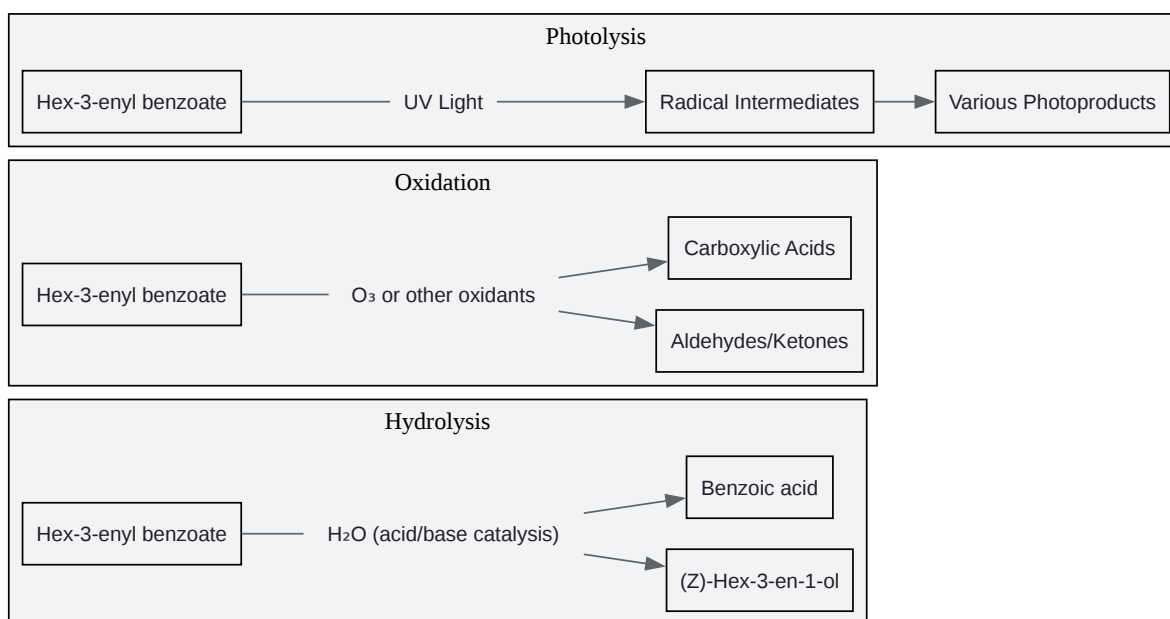 Photolysis
Hex-3-enyl benzoate
UV Light
Radical Intermediates
Various Photoproducts
Oxidation
Hex-3-enyl benzoate
O₃ or other oxidants
Carboxylic Acids
Aldehydes/Ketones
Hydrolysis
Hex-3-enyl benzoate
H₂O (acid/base catalysis)
Benzoic acid
(Z)-Hex-3-en-1-ol